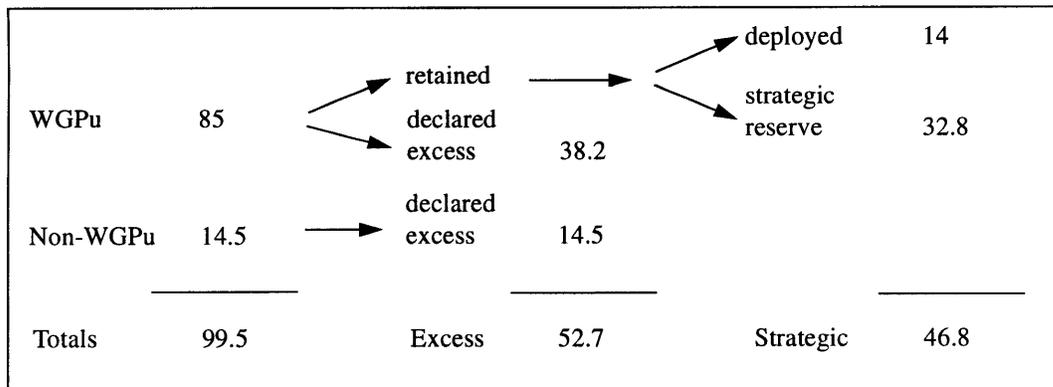 deployed 14
retained
strategic
reserve 32.8
WGPu 85
declared
excess 38.2
declared
excess 14.5
Non-WGPu 14.5
Totals 99.5 Excess 52.7 Strategic 46.8